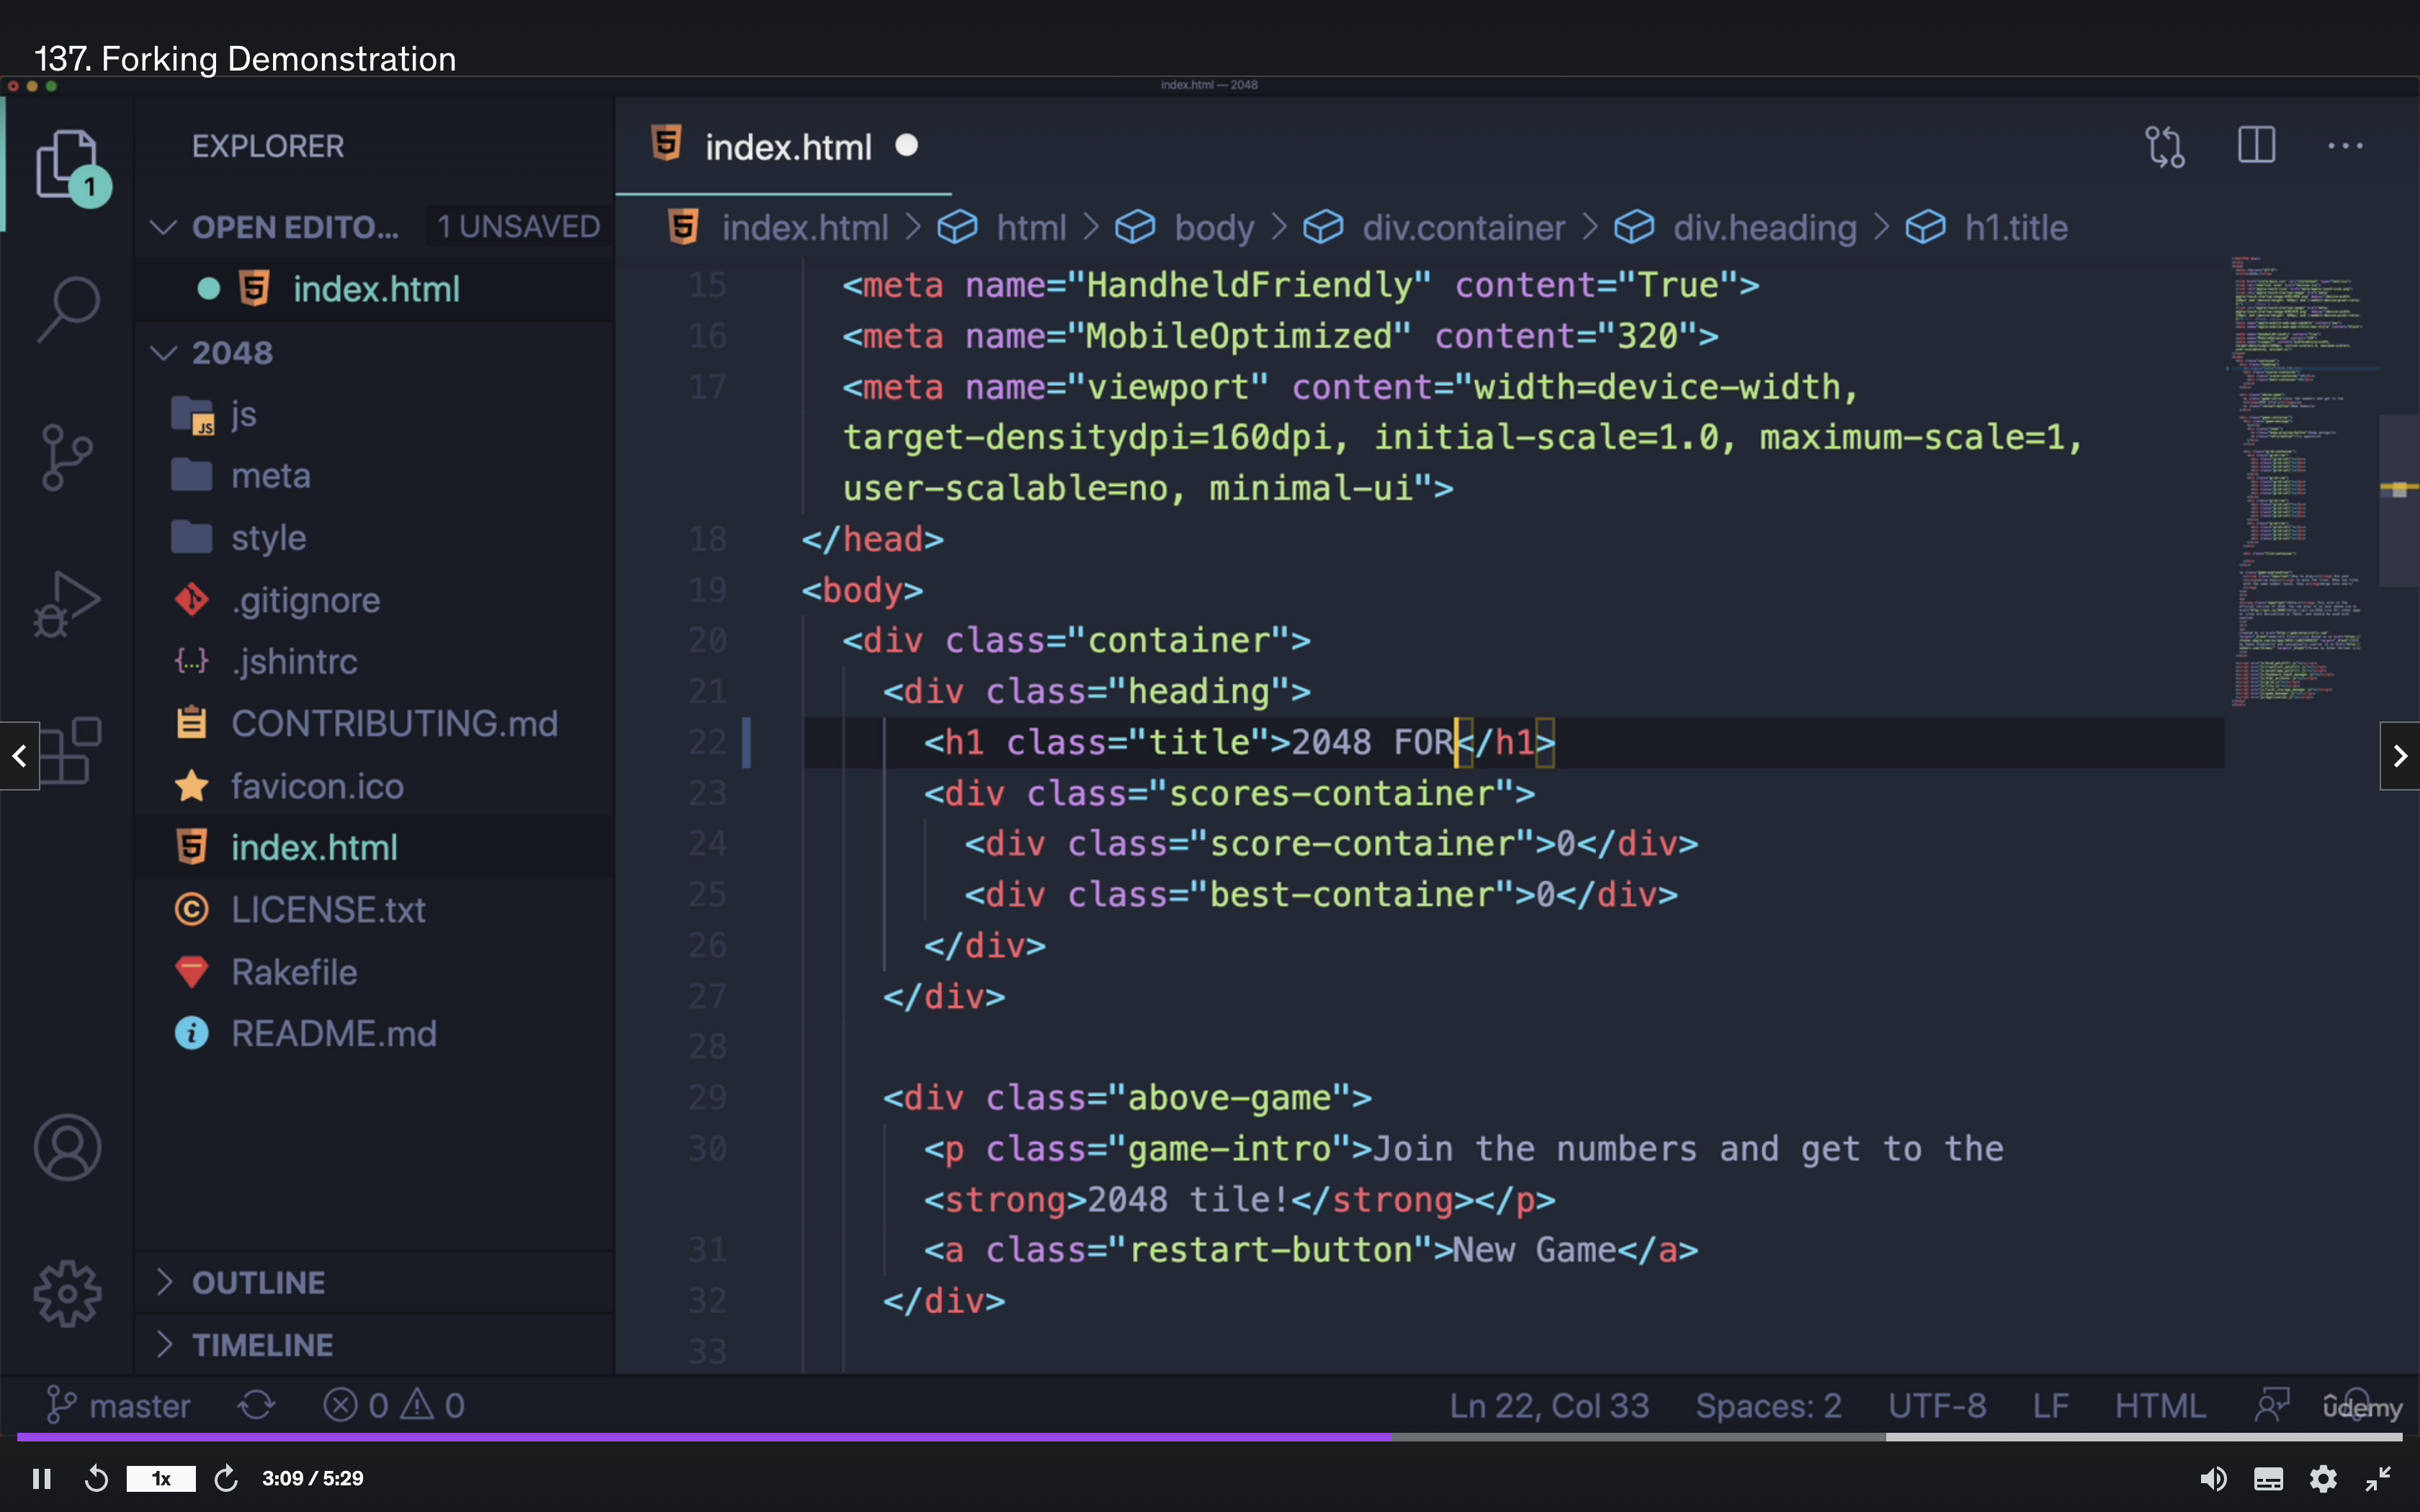 137. Forking Demonstration
index.html — 2048
EXPLORER
1
OPEN EDITO... 1 UNSAVED
index.html
2048
js
meta
style
.gitignore
.jshintrc
CONTRIBUTING.md
favicon.ico
index.html
LICENSE.txt
Rakefile
README.md
OUTLINE
TIMELINE
index.html
index.html > html > body > div.container > div.heading > h1.title
15 <meta name="HandheldFriendly" content="True">
16 <meta name="MobileOptimized" content="320">
17 <meta name="viewport" content="width=device-width,
target-densitydpi=160dpi, initial-scale=1.0, maximum-scale=1,
user-scalable=no, minimal-ui">
18 </head>
19 <body>
20 <div class="container">
21 <div class="heading">
22 <h1 class="title">2048 FOR</h1>
23 <div class="scores-container">
24 <div class="score-container">0</div>
25 <div class="best-container">0</div>
26 </div>
27 </div>
28
29 <div class="above-game">
30 <p class="game-intro">Join the numbers and get to the
<strong>2048 tile!</strong></p>
31 <a class="restart-button">New Game</a>
32 </div>
33
master 0 0 Ln 22, Col 33 Spaces: 2 UTF-8 LF HTML
ûdemy
1x 3:09 / 5:29